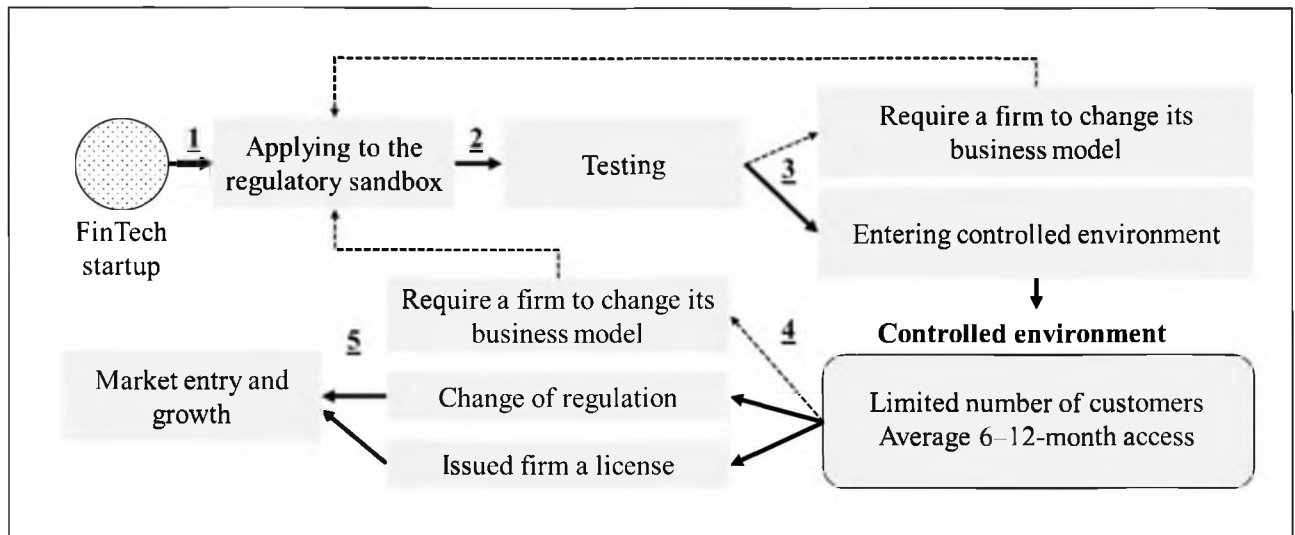 1
Applying to the
regulatory sandbox
2
Testing
3
Require a firm to change its
business model
Entering controlled environment
FinTech
startup
Controlled environment
Limited number of customers
Average 6–12-month access
4
Require a firm to change its
business model
Change of regulation
Issued firm a license
5
Market entry and
growth